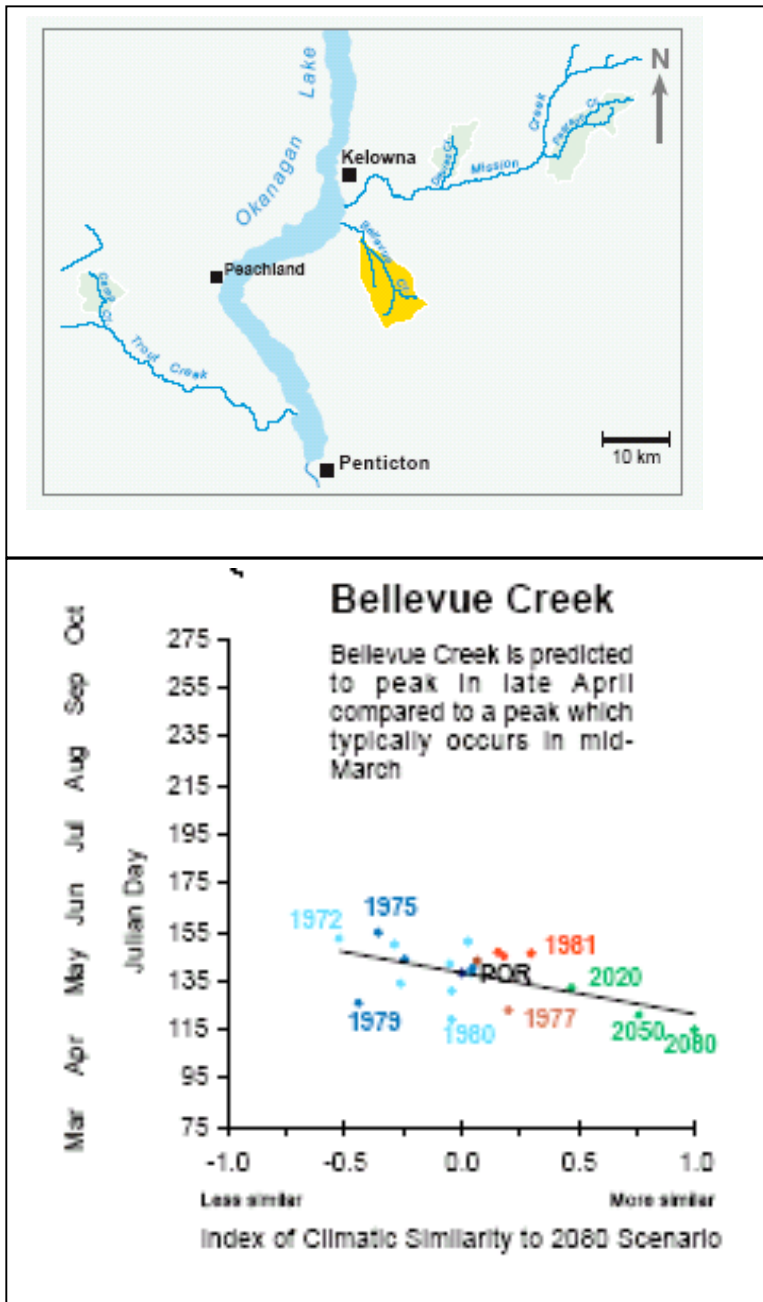 N
Okanagan Lake
Kelowna
Mission Creek
Bellevue Cr.
Peachland
Trout Creek
Penticton
10 km
Bellevue Creek
Bellevue Creek is predicted
to peak in late April
compared to a peak which
typically occurs in mid-
March
Mar Apr May Jun Jul Aug Sep Oct
Julian Day
275
255
235
215
195
175
155
135
115
95
75
1972
1975
1979
1980
POR
1977
1981
2020
2050
2080
-1.0
-0.5
0.0
0.5
1.0
Less similar
More similar
Index of Climatic Similarity to 2080 Scenario